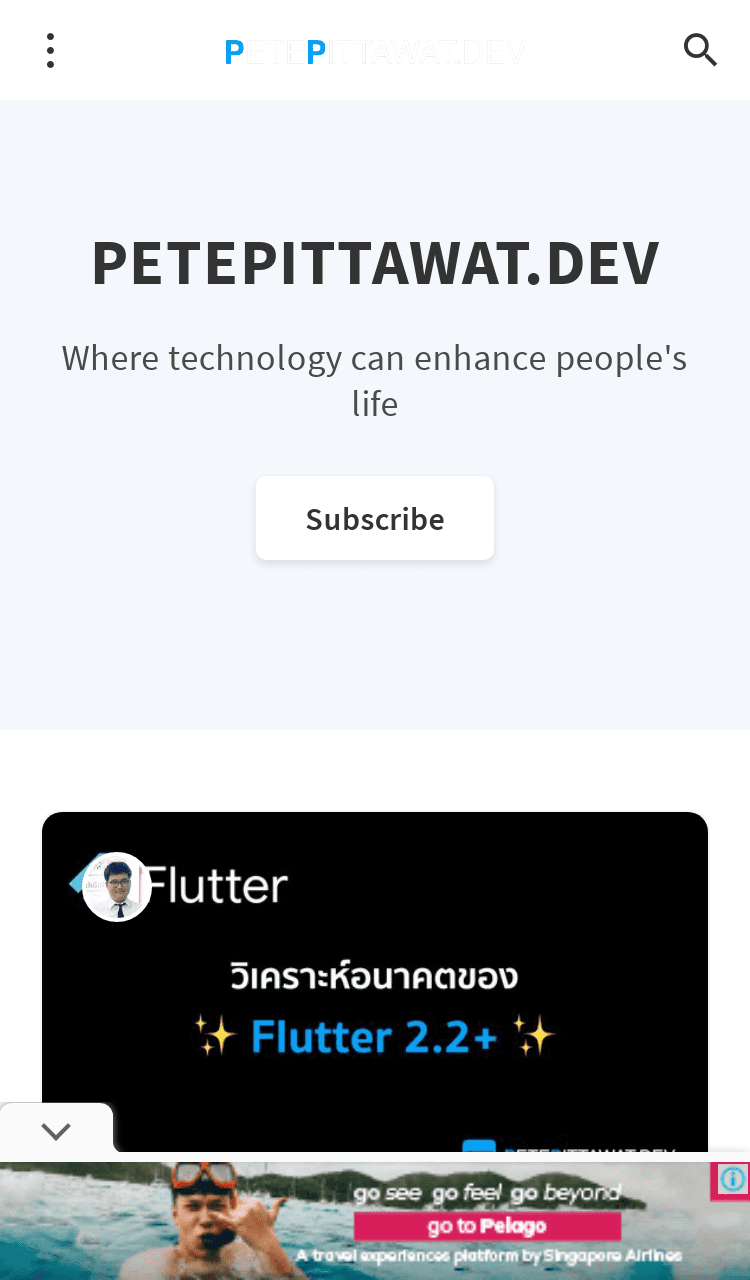 PETEPITTAWAT.DEV
PETEPITTAWAT.DEV
Where technology can enhance people's
life
Subscribe
Flutter
วิเคราะห์อนาคตของ
✨ Flutter 2.2+ ✨
PETEPITTAWAT.DEV
go see go feel go beyond
go to Pelago
A travel experiences platform by Singapore Airlines